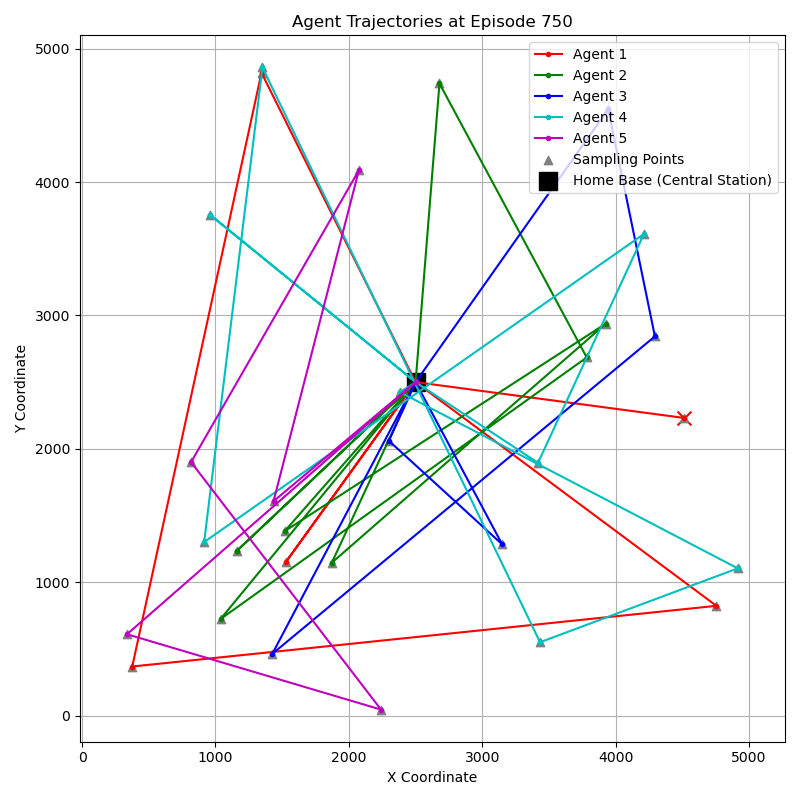 Agent Trajectories at Episode 750
5000
4000
3000
2000
1000
0
Y Coordinate
0 1000 2000 3000 4000 5000
X Coordinate
Agent 1
Agent 2
Agent 3
Agent 4
Agent 5
Sampling Points
Home Base (Central Station)